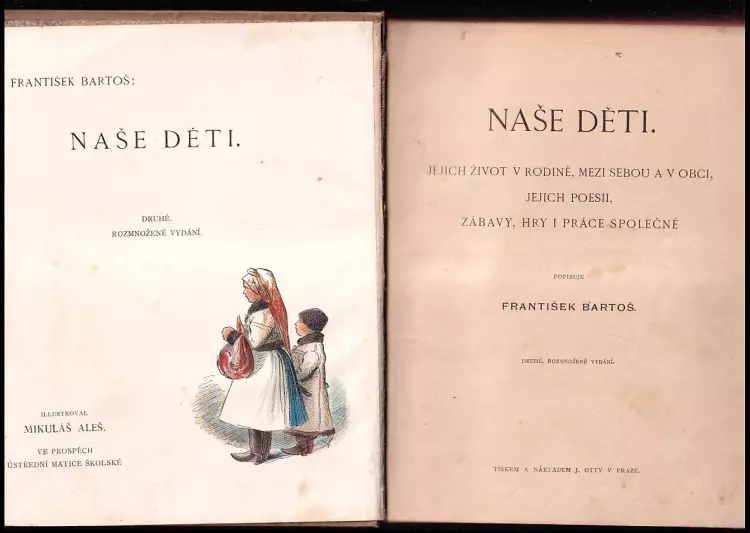 FRANTIŠEK BARTOŠ:
NAŠE DĚTI.
DRUHÉ.
ROZMNOŽENÉ VYDÁNÍ.
ILLUSTROVAL
MIKULÁŠ ALEŠ.
VE PROSPĚCH
ÚSTŘEDNÍ MATICE ŠKOLSKÉ
NAŠE DĚTI.
JEJICH ŽIVOT V RODINĚ, MEZI SEBOU A V OBCI,
JEJICH POESII,
ZÁBAVY, HRY I PRÁCE SPOLEČNÉ
POPISUJE
FRANTIŠEK BARTOŠ.
DRUHÉ, ROZMNOŽENÉ VYDÁNÍ.
TISKEM A NÁKLADEM J. OTTY V PRAZE.